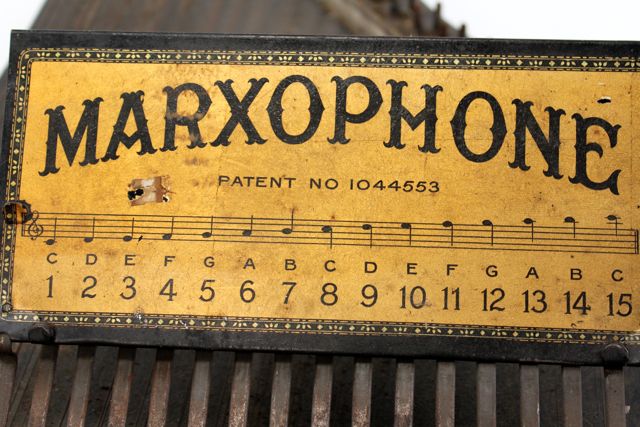 MARXOPHONE
PATENT NO 1044553
C D E F G A B C D E F G A B C
1 2 3 4 5 6 7 8 9 10 11 12 13 14 15